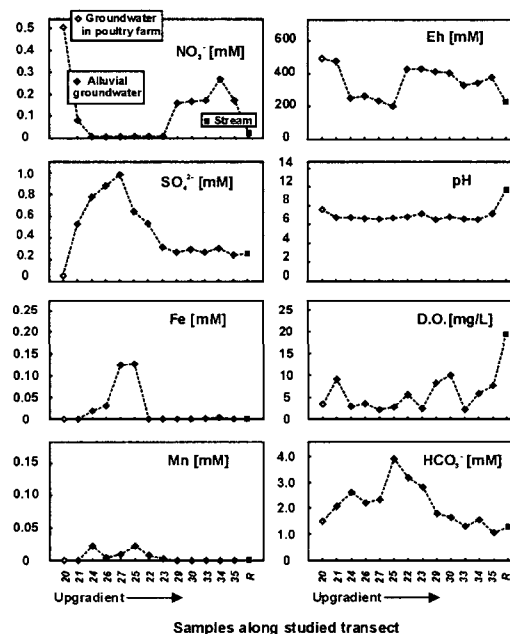 Groundwater
in poultry farm
Alluvial
groundwater
NO₃⁻ [mM]
Stream
0.5
0.4
0.3
0.2
0.1
0
Eh [mM]
600
400
200
0
SO₄²⁻ [mM]
1.0
0.8
0.6
0.4
0.2
0
pH
14
12
10
8
6
4
2
0
Fe [mM]
0.25
0.20
0.15
0.10
0.05
0
D.O.[mg/L]
25
20
15
10
5
0
Mn [mM]
0.15
0.10
0.05
0
HCO₃⁻[mM]
4.0
3.0
2.0
1.0
0
20 21 24 26 27 25 22 23 29 30 33 34 35 R
20 21 24 26 27 25 22 23 29 30 33 34 35 R
Upgradient
Upgradient
Samples along studied transect